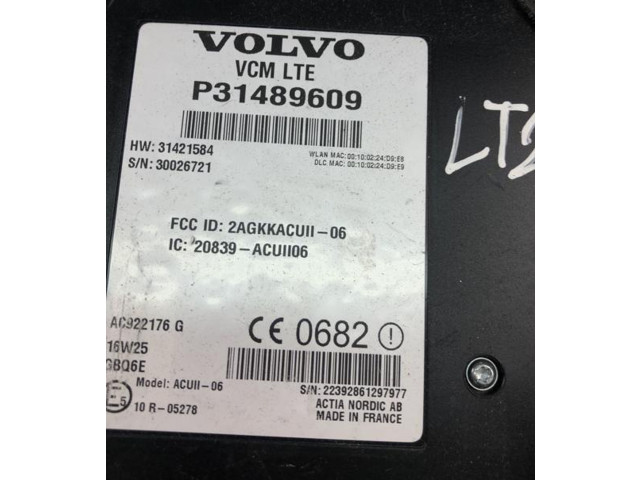 VOLVO
VCM LTE
P31489609
HW: 31421584
S/N: 30026721
WLAN MAC: 00:10:02:24:D9:E8
DLC MAC: 00:10:02:24:D9:E9
FCC ID: 2AGKKACUII-06
IC: 20839-ACUII06
AC922176 G
16W25
GBQ6E
CE 0682
Model: ACUII-06
S/N: 22392861297977
ACTIA NORDIC AB
MADE IN FRANCE
5
10 R-05278
LT2